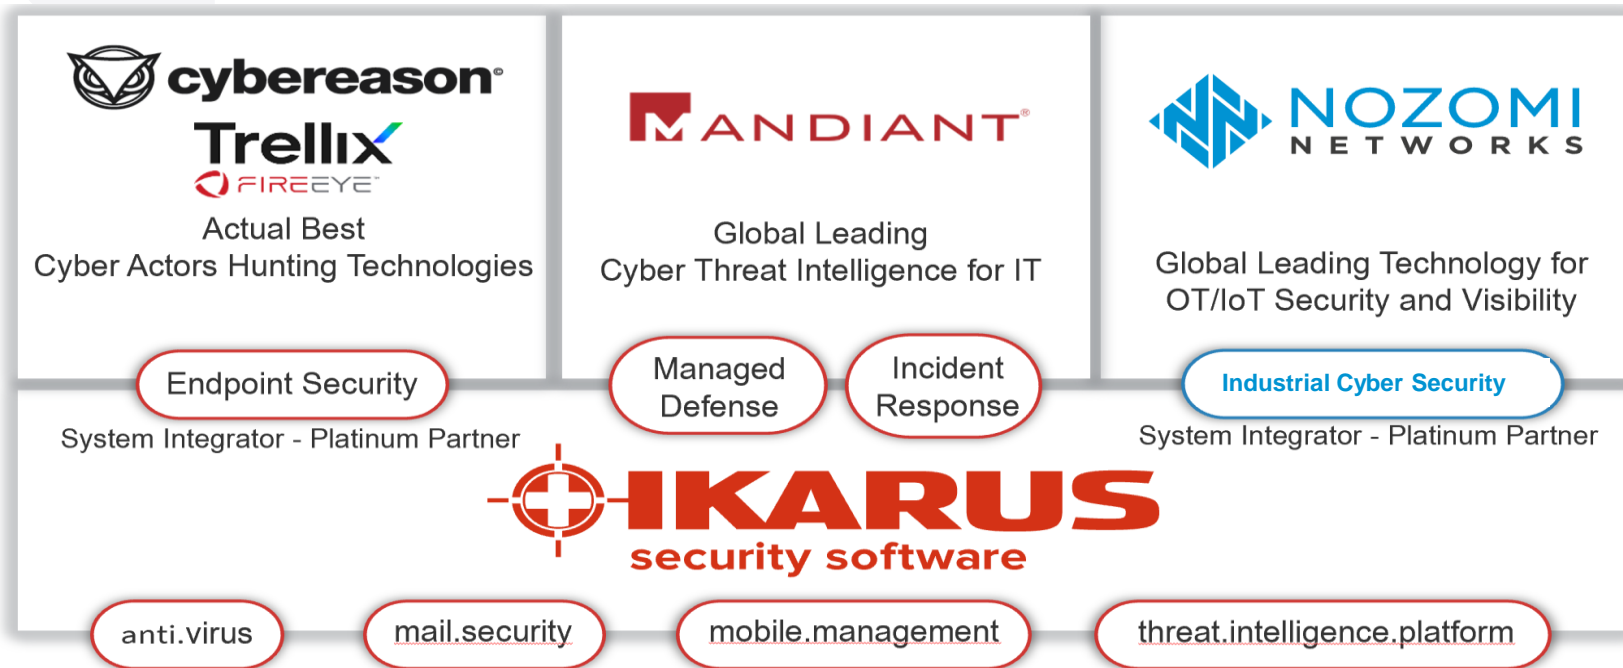 cybereason©
Trellix
FIREEYE™
Actual Best
Cyber Actors Hunting Technologies
Endpoint Security
MANDIANT®
Global Leading
Cyber Threat Intelligence for IT
Managed
Defense
Incident
Response
NOZOMI
NETWORKS
Global Leading Technology for
OT/IoT Security and Visibility
Industrial Cyber Security
System Integrator - Platinum Partner
System Integrator - Platinum Partner
IKARUS
security software
anti.virus
mail.security
mobile.management
threat.intelligence.platform